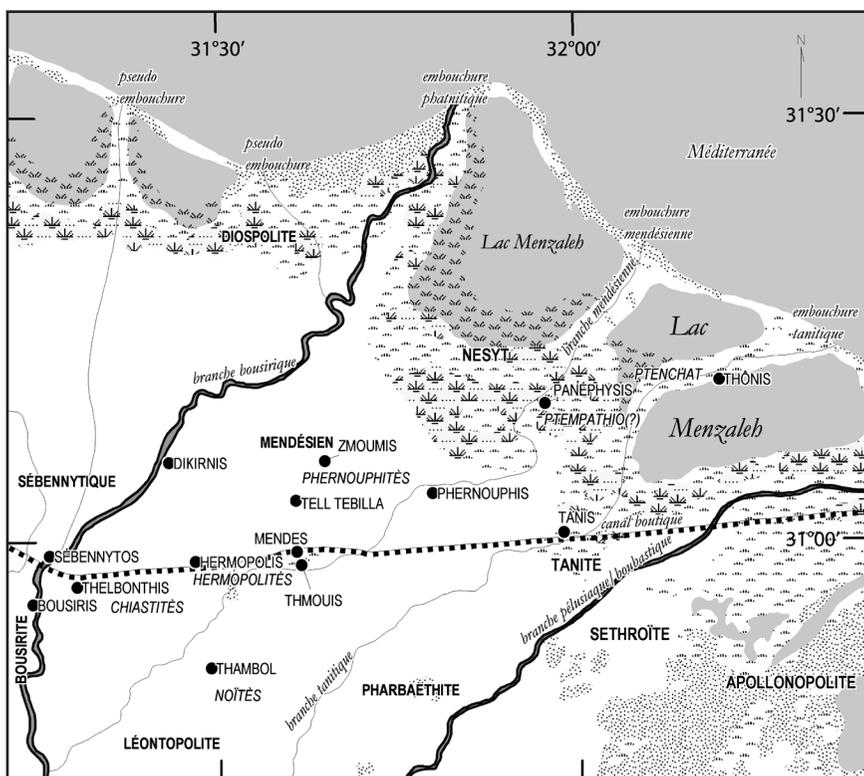 31°30'
32°00'
N
pseudo
embouchure
embouchure
phatnitique
31°30'
pseudo
embouchure
Méditerranée
embouchure
mendésienne
DIOSPOLITE
Lac Menzaleh
branche mendésienne
embouchure
tanitique
Lac
NESYT
branche bousirique
PTENCHAT
THÔNIS
PANÉPHYSIS
PTEMPATHIO(?)
Menzaleh
MENDÉSIEN
ZMOUMIS
DIKIRNIS
PHERNOUPHITÈS
SÉBENNYTIQUE
PHERNOUPHIS
TELL TEBILLA
TANIS
canal boutique
MENDES
31°00'
SÉBENNYTOS
HERMOPOLIS
TANITE
HERMOPOLITÈS
THELBONTHIS
THMOUIS
BOUSIRIS
CHIASTITÈS
branche pélusiaque/ boubastique
SETHROÏTE
BOUSIRITE
THAMBOL
NOÏTÈS
branche tanitique
PHARBAËTHITE
APOLLONOPOLITE
LÉONTOPOLITE